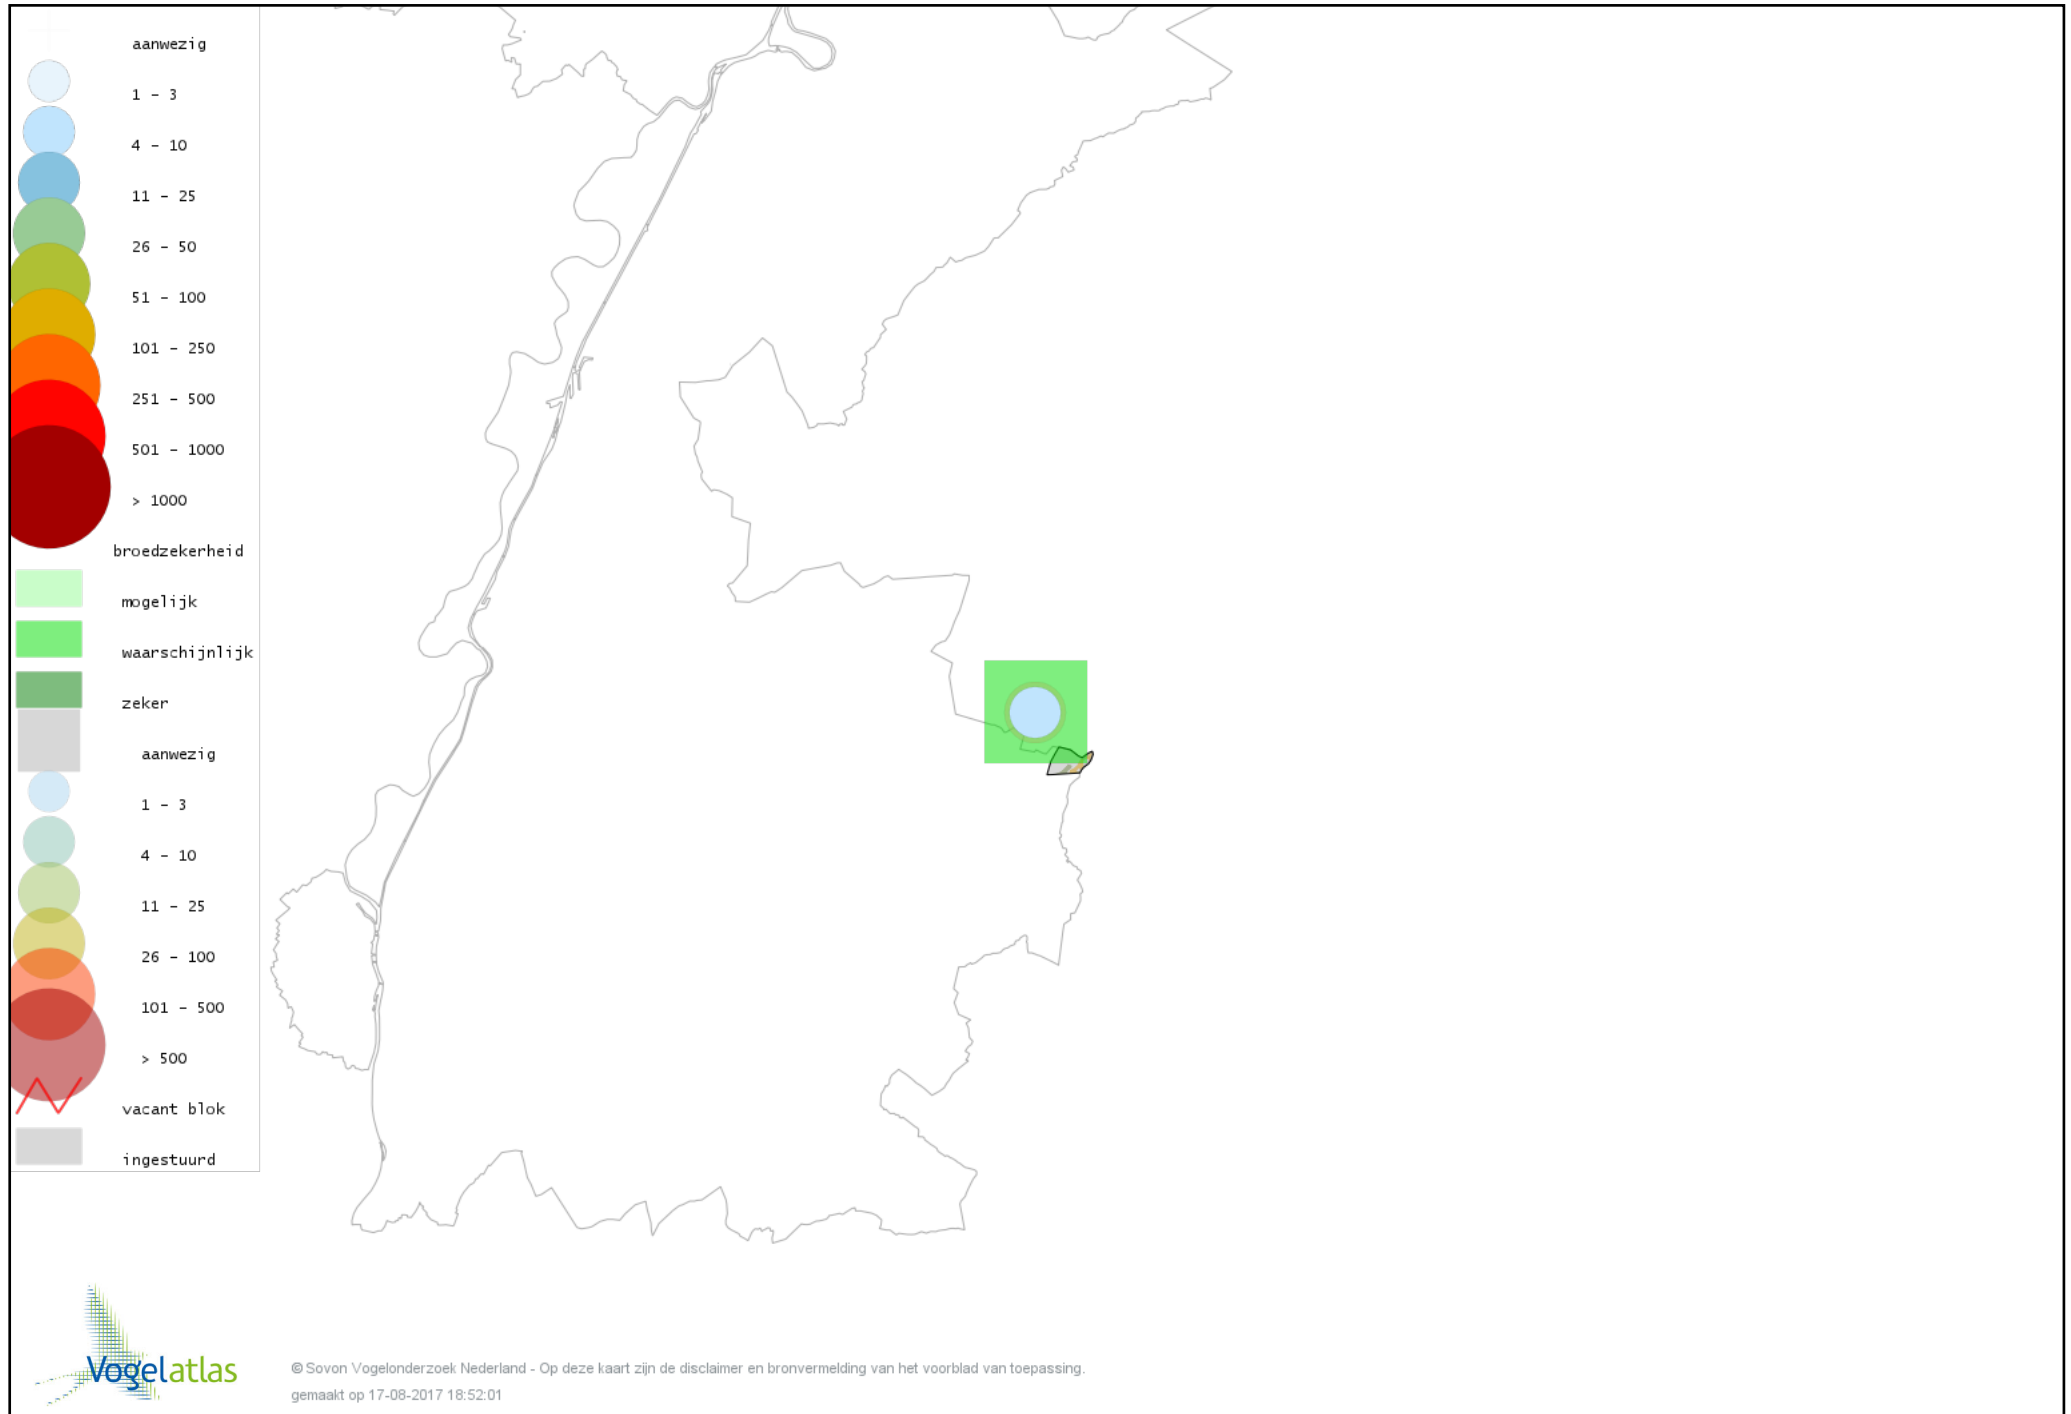 aanwezig
1 - 3
4 - 10
11 - 25
26 - 50
51 - 100
101 - 250
251 - 500
501 - 1000
> 1000
broedzekerheid
mogelijk
waarschijnlijk
zeker
aanwezig
1 - 3
4 - 10
11 - 25
26 - 100
101 - 500
> 500
vacant blok
ingestuurd
Vogelatlas
© Sovon Vogelonderzoek Nederland - Op deze kaart zijn de disclaimer en bronvermelding van het voorblad van toepassing.
gemaakt op 17-08-2017 18:52:01